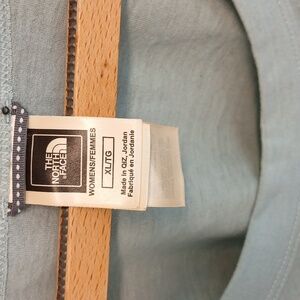 THE
NORTH
FACE
WOMENS/FEMMES
XL/TG
Made in QIZ, Jordan
Fabriqué en Jordanie